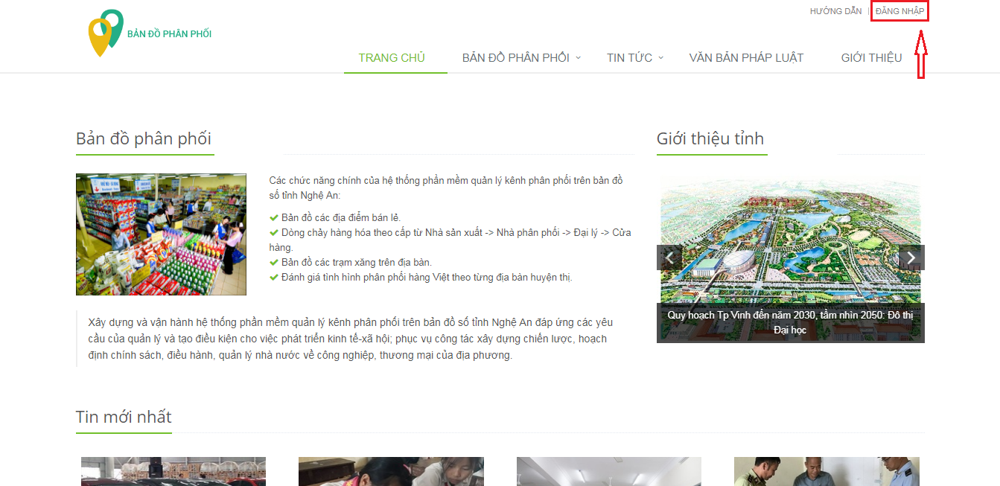 HƯỚNG DẪN | ĐĂNG NHẬP
BẢN ĐỒ PHÂN PHỐI
TRANG CHỦ BẢN ĐỒ PHÂN PHỐI TIN TỨC VĂN BẢN PHÁP LUẬT GIỚI THIỆU
Bản đồ phân phối
Các chức năng chính của hệ thống phần mềm quản lý kênh phân phối trên bản đồ
số tỉnh Nghệ An:
Bản đồ các địa điểm bán lẻ.
Dòng chảy hàng hóa theo cấp từ Nhà sản xuất -> Nhà phân phối -> Đại lý -> Cửa
hàng.
Bản đồ các trạm xăng trên địa bàn.
Đánh giá tình hình phân phối hàng Việt theo từng địa bàn huyện thị.
Xây dựng và vận hành hệ thống phần mềm quản lý kênh phân phối trên bản đồ số tỉnh Nghệ An đáp ứng các yêu
cầu của quản lý và tạo điều kiện cho việc phát triển kinh tế-xã hội; phục vụ công tác xây dựng chiến lược, hoạch
định chính sách, điều hành, quản lý nhà nước về công nghiệp, thương mại của địa phương.
Giới thiệu tỉnh
Quy hoạch Tp Vinh đến năm 2030, tầm nhìn 2050: Đô thị
Đại học
Tin mới nhất